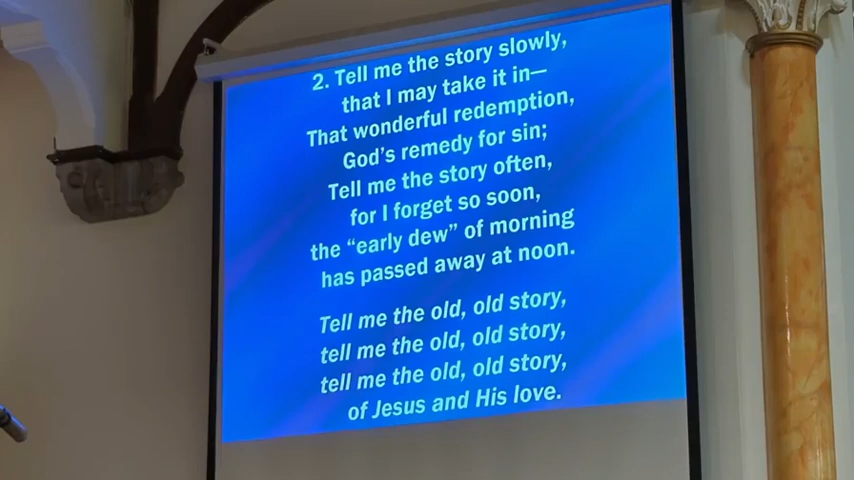 2. Tell me the story slowly,
that I may take it in—
That wonderful redemption,
God's remedy for sin;
Tell me the story often,
for I forget so soon,
the “early dew” of morning
has passed away at noon.
Tell me the old, old story,
tell me the old, old story,
tell me the old, old story,
of Jesus and His love.